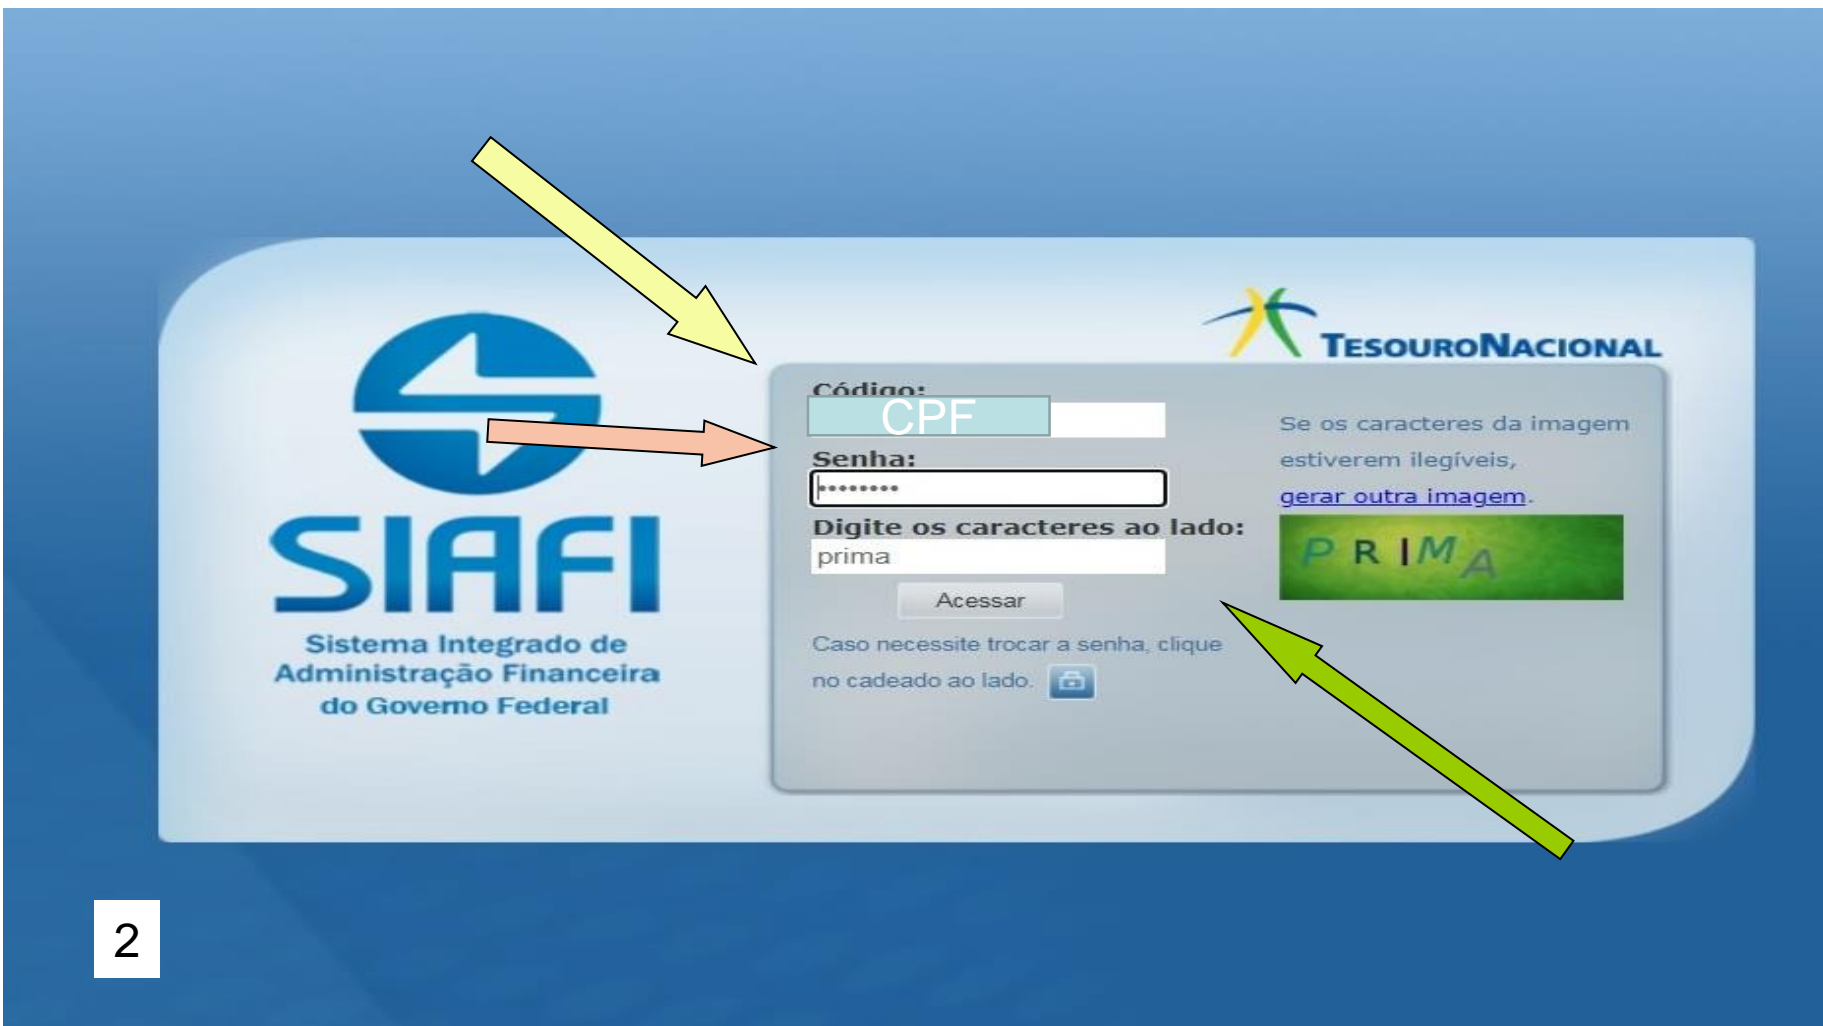 TESOURONACIONAL
Código:
CPF
Senha:
••••••••
Digite os caracteres ao lado:
prima
Acessar
Caso necessite trocar a senha, clique
no cadeado ao lado.
Se os caracteres da imagem
estiverem ilegíveis,
gerar outra imagem.
PRIMA
SIAFI
Sistema Integrado de
Administração Financeira
do Governo Federal
2